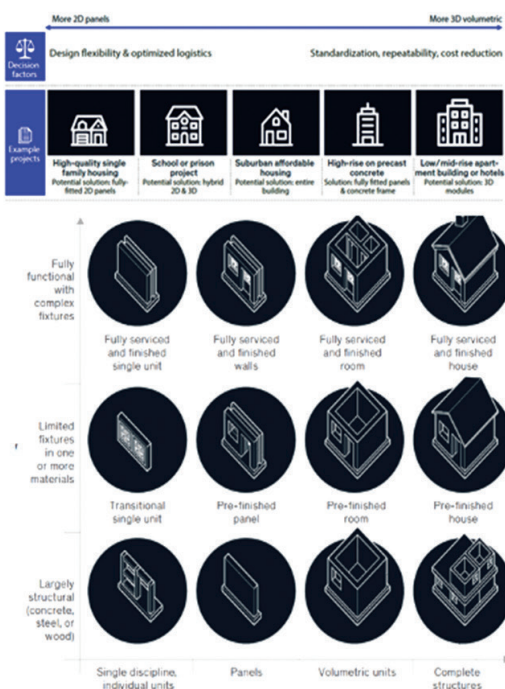 More 2D panels
More 3D volumetric
Decision
factors
Design flexibility & optimized logistics
Standardization, repeatability, cost reduction
Example
projects
High-quality single
family housing
Potential solution: fully-
fitted 2D panels
School or prison
project
Potential solution: hybrid
2D & 3D
Suburban affordable
housing
Potential solution: entire
building
High-rise on precast
concrete
Solution: fully fitted panels
& concrete frame
Low/mid-rise apart-
ment building or hotels
Potential solution: 3D
modules
Fully
functional
with
complex
fixtures
Fully serviced
and finished
single unit
Fully serviced
and finished
walls
Fully serviced
and finished
room
Fully serviced
and finished
house
r
Limited
fixtures
in one
or more
materials
Transitional
single unit
Pre-finished
panel
Pre-finished
room
Pre-finished
house
Largely
structural
(concrete,
steel, or
wood)
Single discipline,
individual units
Panels
Volumetric units
Complete
structures